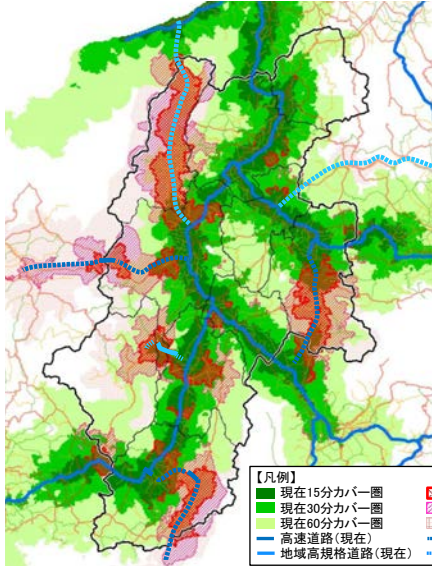 【凡例】
現在15分カバー圏
現在30分カバー圏
現在60分カバー圏
高速道路(現在)
地域高規格道路(現在)